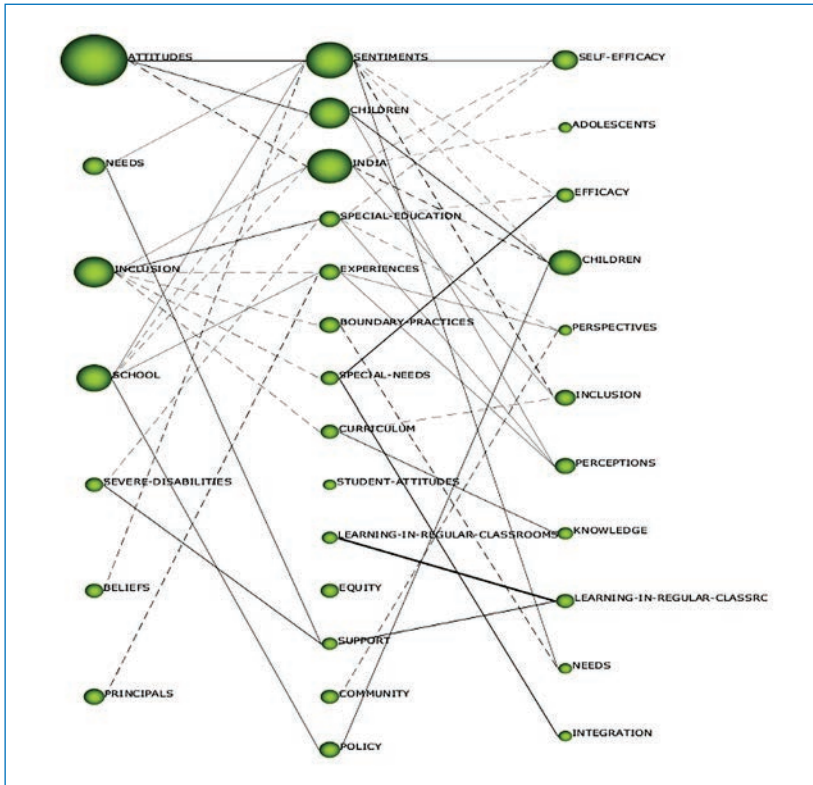 ATTITUDES
NEEDS
INCLUSION
SCHOOL
SEVERE-DISABILITIES
BELIEFS
PRINCIPALS
SENTIMENTS
CHILDREN
INDIA
SPECIAL-EDUCATION
EXPERIENCES
BOUNDARY-PRACTICES
SPECIAL-NEEDS
CURRICULUM
STUDENT-ATTITUDES
LEARNING-IN-REGULAR-CLASSROOMS
EQUITY
SUPPORT
COMMUNITY
POLICY
SELF-EFFICACY
ADOLESCENTS
EFFICACY
CHILDREN
PERSPECTIVES
INCLUSION
PERCEPTIONS
KNOWLEDGE
LEARNING-IN-REGULAR-CLASSRC
NEEDS
INTEGRATION